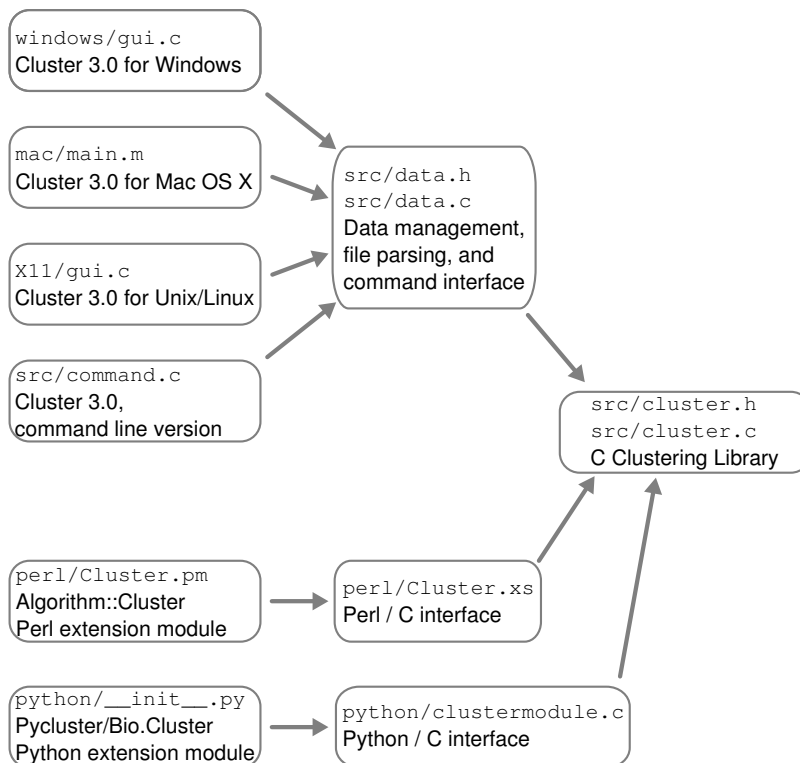 windows/gui.c
Cluster 3.0 for Windows
mac/main.m
Cluster 3.0 for Mac OS X
X11/gui.c
Cluster 3.0 for Unix/Linux
src/command.c
Cluster 3.0,
command line version
src/data.h
src/data.c
Data management,
file parsing, and
command interface
src/cluster.h
src/cluster.c
C Clustering Library
perl/Cluster.pm
Algorithm::Cluster
Perl extension module
perl/Cluster.xs
Perl / C interface
python/__init__.py
Pycluster/Bio.Cluster
Python extension module
python/clustermodule.c
Python / C interface